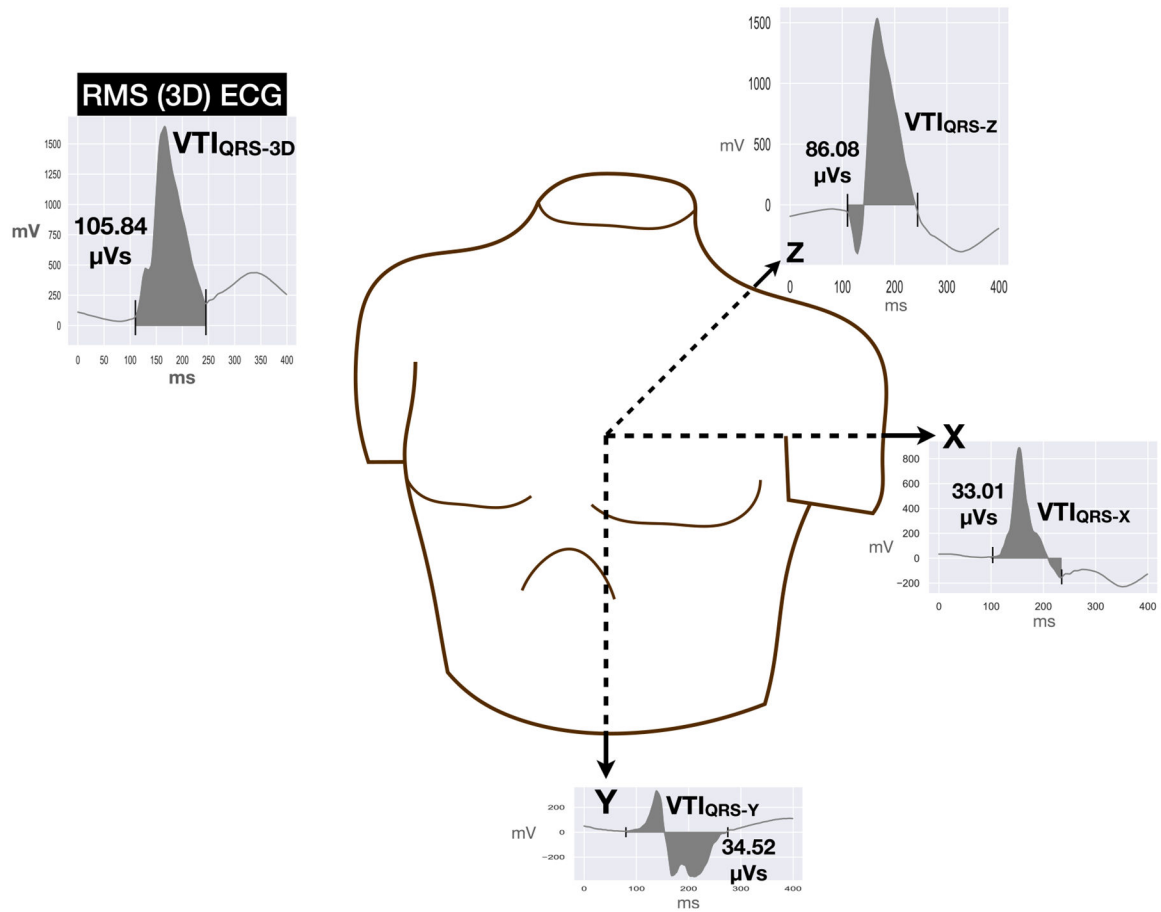 RMS (3D) ECG
VTIQRS-3D
105.84
µVs
mV
1500
1250
1000
750
500
250
0
0 50 100 150 200 250 300 350 400
ms
1500
1000
500
0
mV
VTIQRS-Z
86.08
µVs
0 100 200 300 400
ms
Z
X
800
600
400
200
0
−200
mV
33.01
µVs
VTIQRS-X
0 100 200 300 400
ms
Y
VTIQRS-Y
200
0
−200
mV
34.52
µVs
0 100 200 300 400
ms